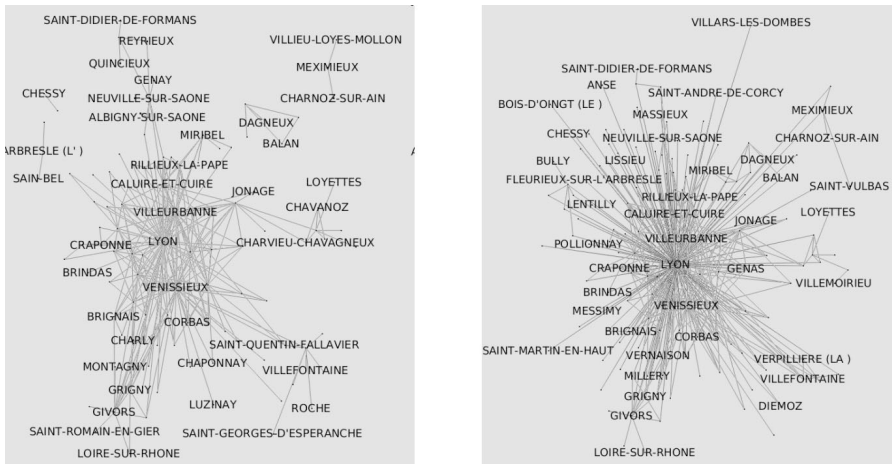 SAINT-DIDIER-DE-FORMANS
REYRIEUX
VILLIEU-LOYES-MOLLON
QUINCIEUX
MEXIMIEUX
GENAY
CHESSY
NEUVILLE-SUR-SAONE
CHARNOZ-SUR-AIN
ALBIGNY-SUR-SAONE
DAGNEUX
MIRIBEL
BALAN
ARBRESLE (L' )
RILLIEUX-LA-PAPE
SAIN-BEL
CALUIRE-ET-CUIRE
LOYETTES
JONAGE
CHAVANOZ
VILLEURBANNE
LYON
CHARVIEU-CHAVAGNEUX
CRAPONNE
BRINDAS
VENISSIEUX
BRIGNAIS
CORBAS
CHARLY
SAINT-QUENTIN-FALLAVIER
CHAPONNAY
MONTAGNY
VILLEFONTAINE
GRIGNY
LUZINAY
ROCHE
GIVORS
SAINT-ROMAIN-EN-GIER
SAINT-GEORGES-D'ESPERANCHE
LOIRE-SUR-RHONE
VILLARS-LES-DOMBES
SAINT-DIDIER-DE-FORMANS
ANSE
SAINT-ANDRE-DE-CORCY
BOIS-D'OINGT (LE )
MASSIEUX
MEXIMIEUX
CHESSY
NEUVILLE-SUR-SAONE
CHARNOZ-SUR-AIN
BULLY
LISSIEU
DAGNEUX
MIRIBEL
FLEURIEUX-SUR-L'ARBRESLE
BALAN
SAINT-VULBAS
RILLIEUX-LA-PAPE
LENTILLY
CALUIRE-ET-CUIRE
LOYETTES
JONAGE
VILLEURBANNE
POLLIONNAY
LYON
CRAPONNE
GENAS
VILLEMOIRIEU
BRINDAS
VENISSIEUX
MESSIMY
BRIGNAIS
CORBAS
SAINT-MARTIN-EN-HAUT
VERNAISON
VERPILLIERE (LA )
MILLERY
VILLEFONTAINE
GRIGNY
DIEMOZ
GIVORS
LOIRE-SUR-RHONE